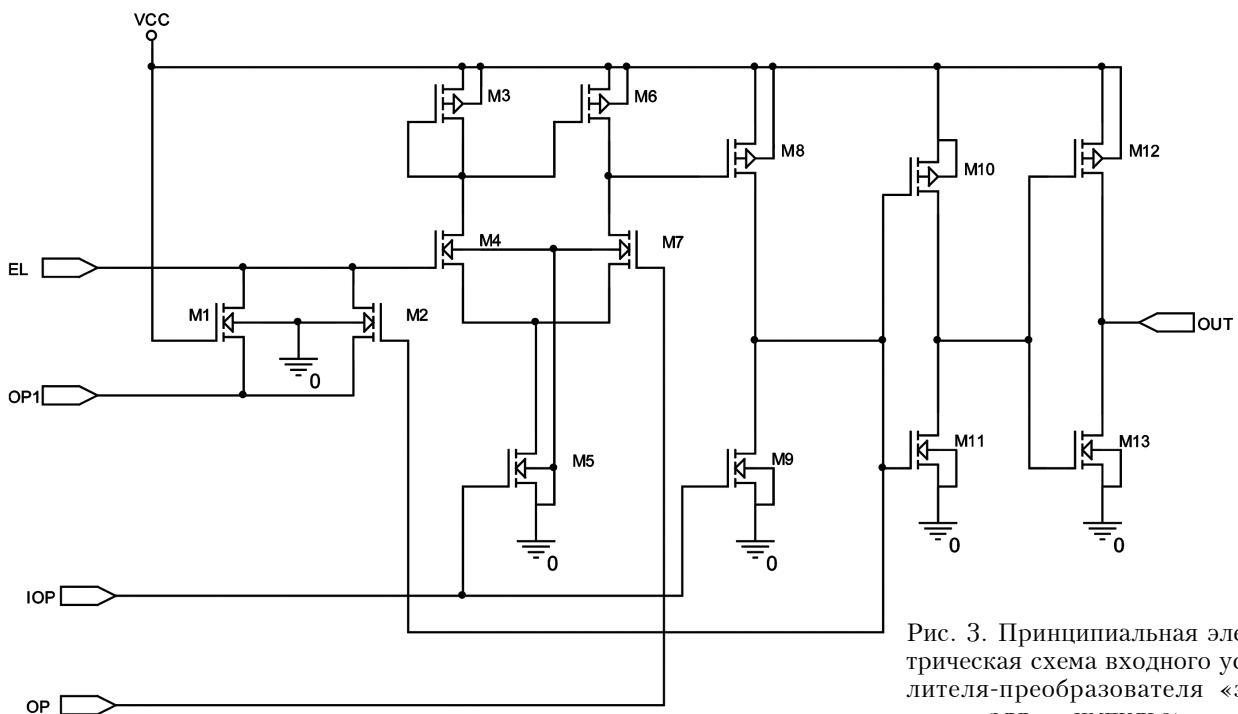 VCC
M3
M6
M8
M12
M10
M4
M7
EL
M1
M2
OUT
0
OP1
M11
M13
M5
M9
0
0
0
0
IOP
OP
Рис. 3. Принципиальная эле
трическая схема входного ус
лителя-преобразователя «з